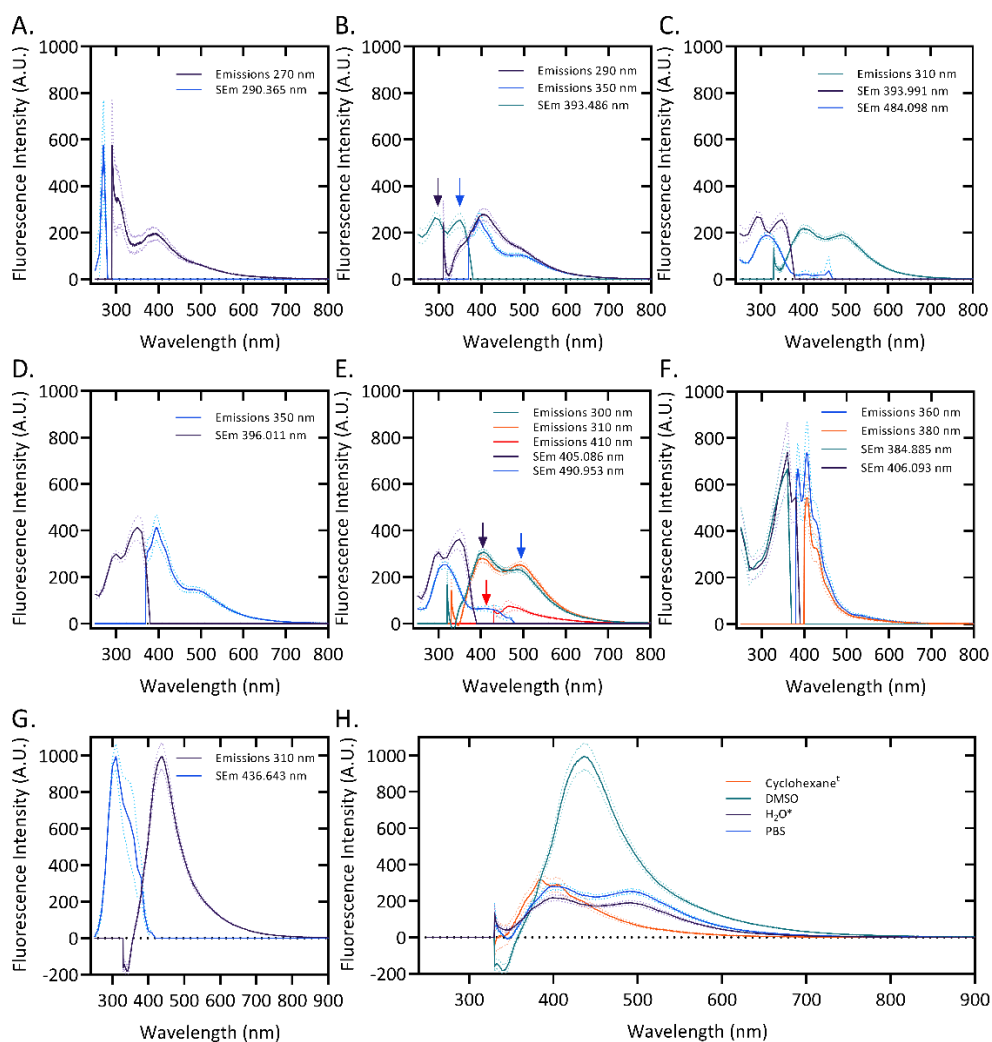 A.
Fluorescence Intensity (A.U.)
1000
800
600
400
200
0
Emissions 270 nm
SEm 290.365 nm
300 400 500 600 700 800
Wavelength (nm)
B.
Fluorescence Intensity (A.U.)
1000
800
600
400
200
0
Emissions 290 nm
Emissions 350 nm
SEm 393.486 nm
300 400 500 600 700 800
Wavelength (nm)
C.
Fluorescence Intensity (A.U.)
1000
800
600
400
200
0
Emissions 310 nm
SEm 393.991 nm
SEm 484.098 nm
300 400 500 600 700 800
Wavelength (nm)
D.
Fluorescence Intensity (A.U.)
1000
800
600
400
200
0
Emissions 350 nm
SEm 396.011 nm
300 400 500 600 700 800
Wavelength (nm)
E.
Fluorescence Intensity (A.U.)
1000
800
600
400
200
0
Emissions 300 nm
Emissions 310 nm
Emissions 410 nm
SEm 405.086 nm
SEm 490.953 nm
300 400 500 600 700 800
Wavelength (nm)
F.
Fluorescence Intensity (A.U.)
1000
800
600
400
200
0
Emissions 360 nm
Emissions 380 nm
SEm 384.885 nm
SEm 406.093 nm
300 400 500 600 700 800
Wavelength (nm)
G.
Fluorescence Intensity (A.U.)
1000
800
600
400
200
0
-200
Emissions 310 nm
SEm 436.643 nm
300 400 500 600 700 800 900
Wavelength (nm)
H.
Fluorescence Intensity (A.U.)
1000
800
600
400
200
0
-200
Cyclohexaneᵗ
DMSO
H₂O*
PBS
300 400 500 600 700 800 900
Wavelength (nm)